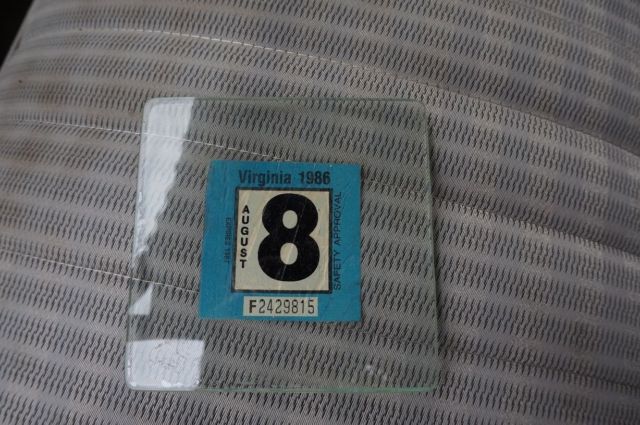 Virginia 1986
AUGUST
8
SAFETY APPROVAL
F2429815